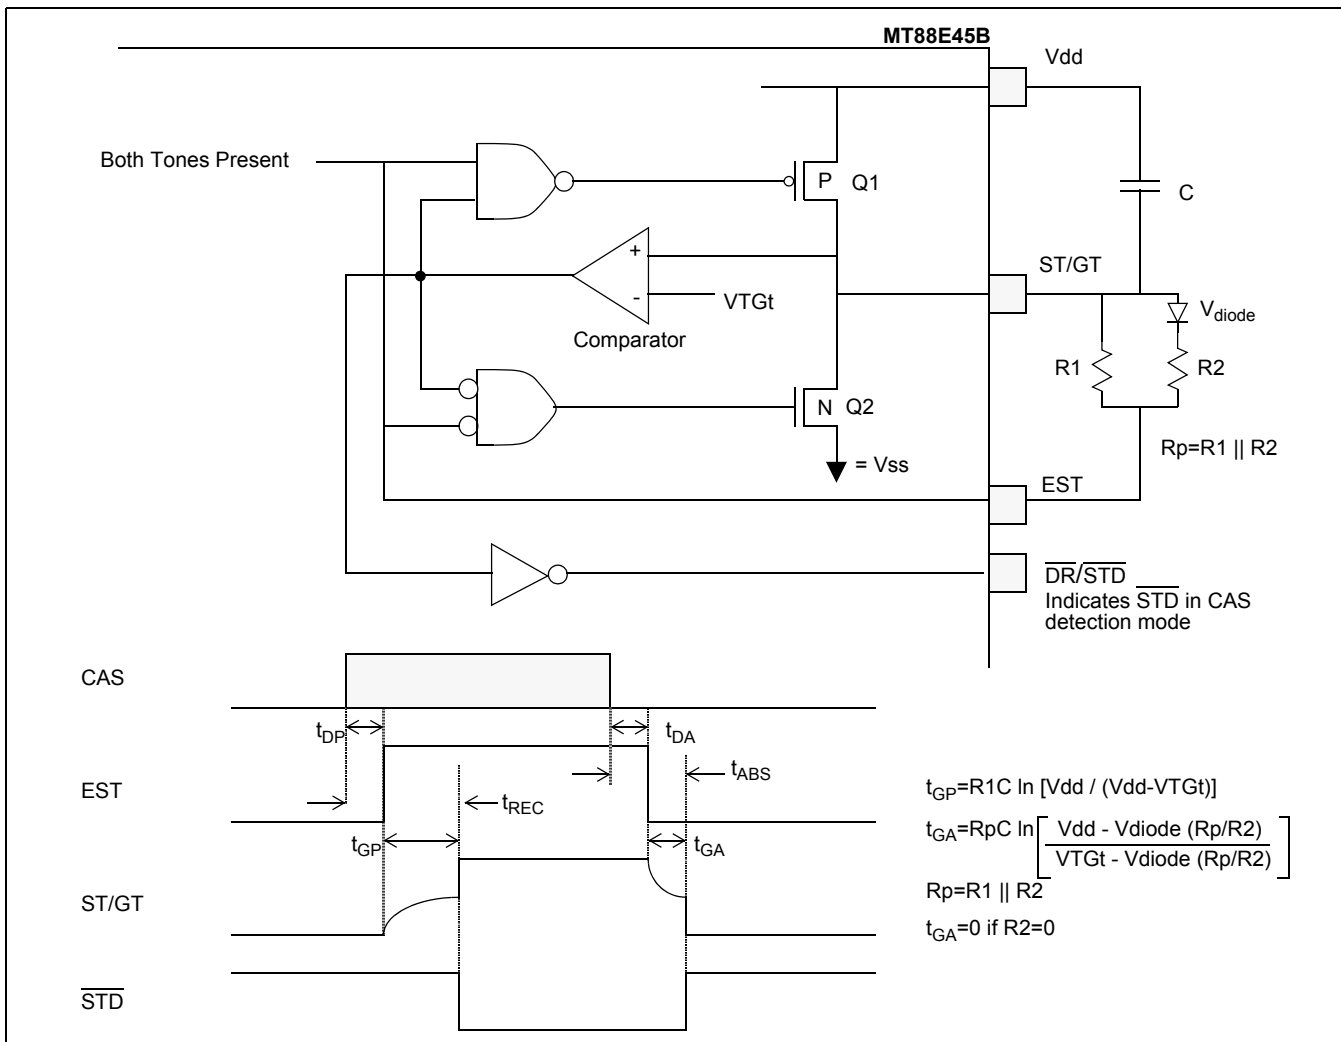 MT88E45B
Vdd
Both Tones Present
P
Q1
C
+
-
VTGt
Comparator
ST/GT
Vdiode
R1
R2
N
Q2
= Vss
Rp=R1 || R2
EST
DR/STD
Indicates STD in CAS
detection mode
CAS
tDP
tDA
tABS
EST
tREC
tGP
tGA
ST/GT
STD
tGP=R1C ln [Vdd / (Vdd-VTGt)]
tGA=RpC ln[Vdd - Vdiode (Rp/R2)
VTGt - Vdiode (Rp/R2)]
Rp=R1 || R2
tGA=0 if R2=0